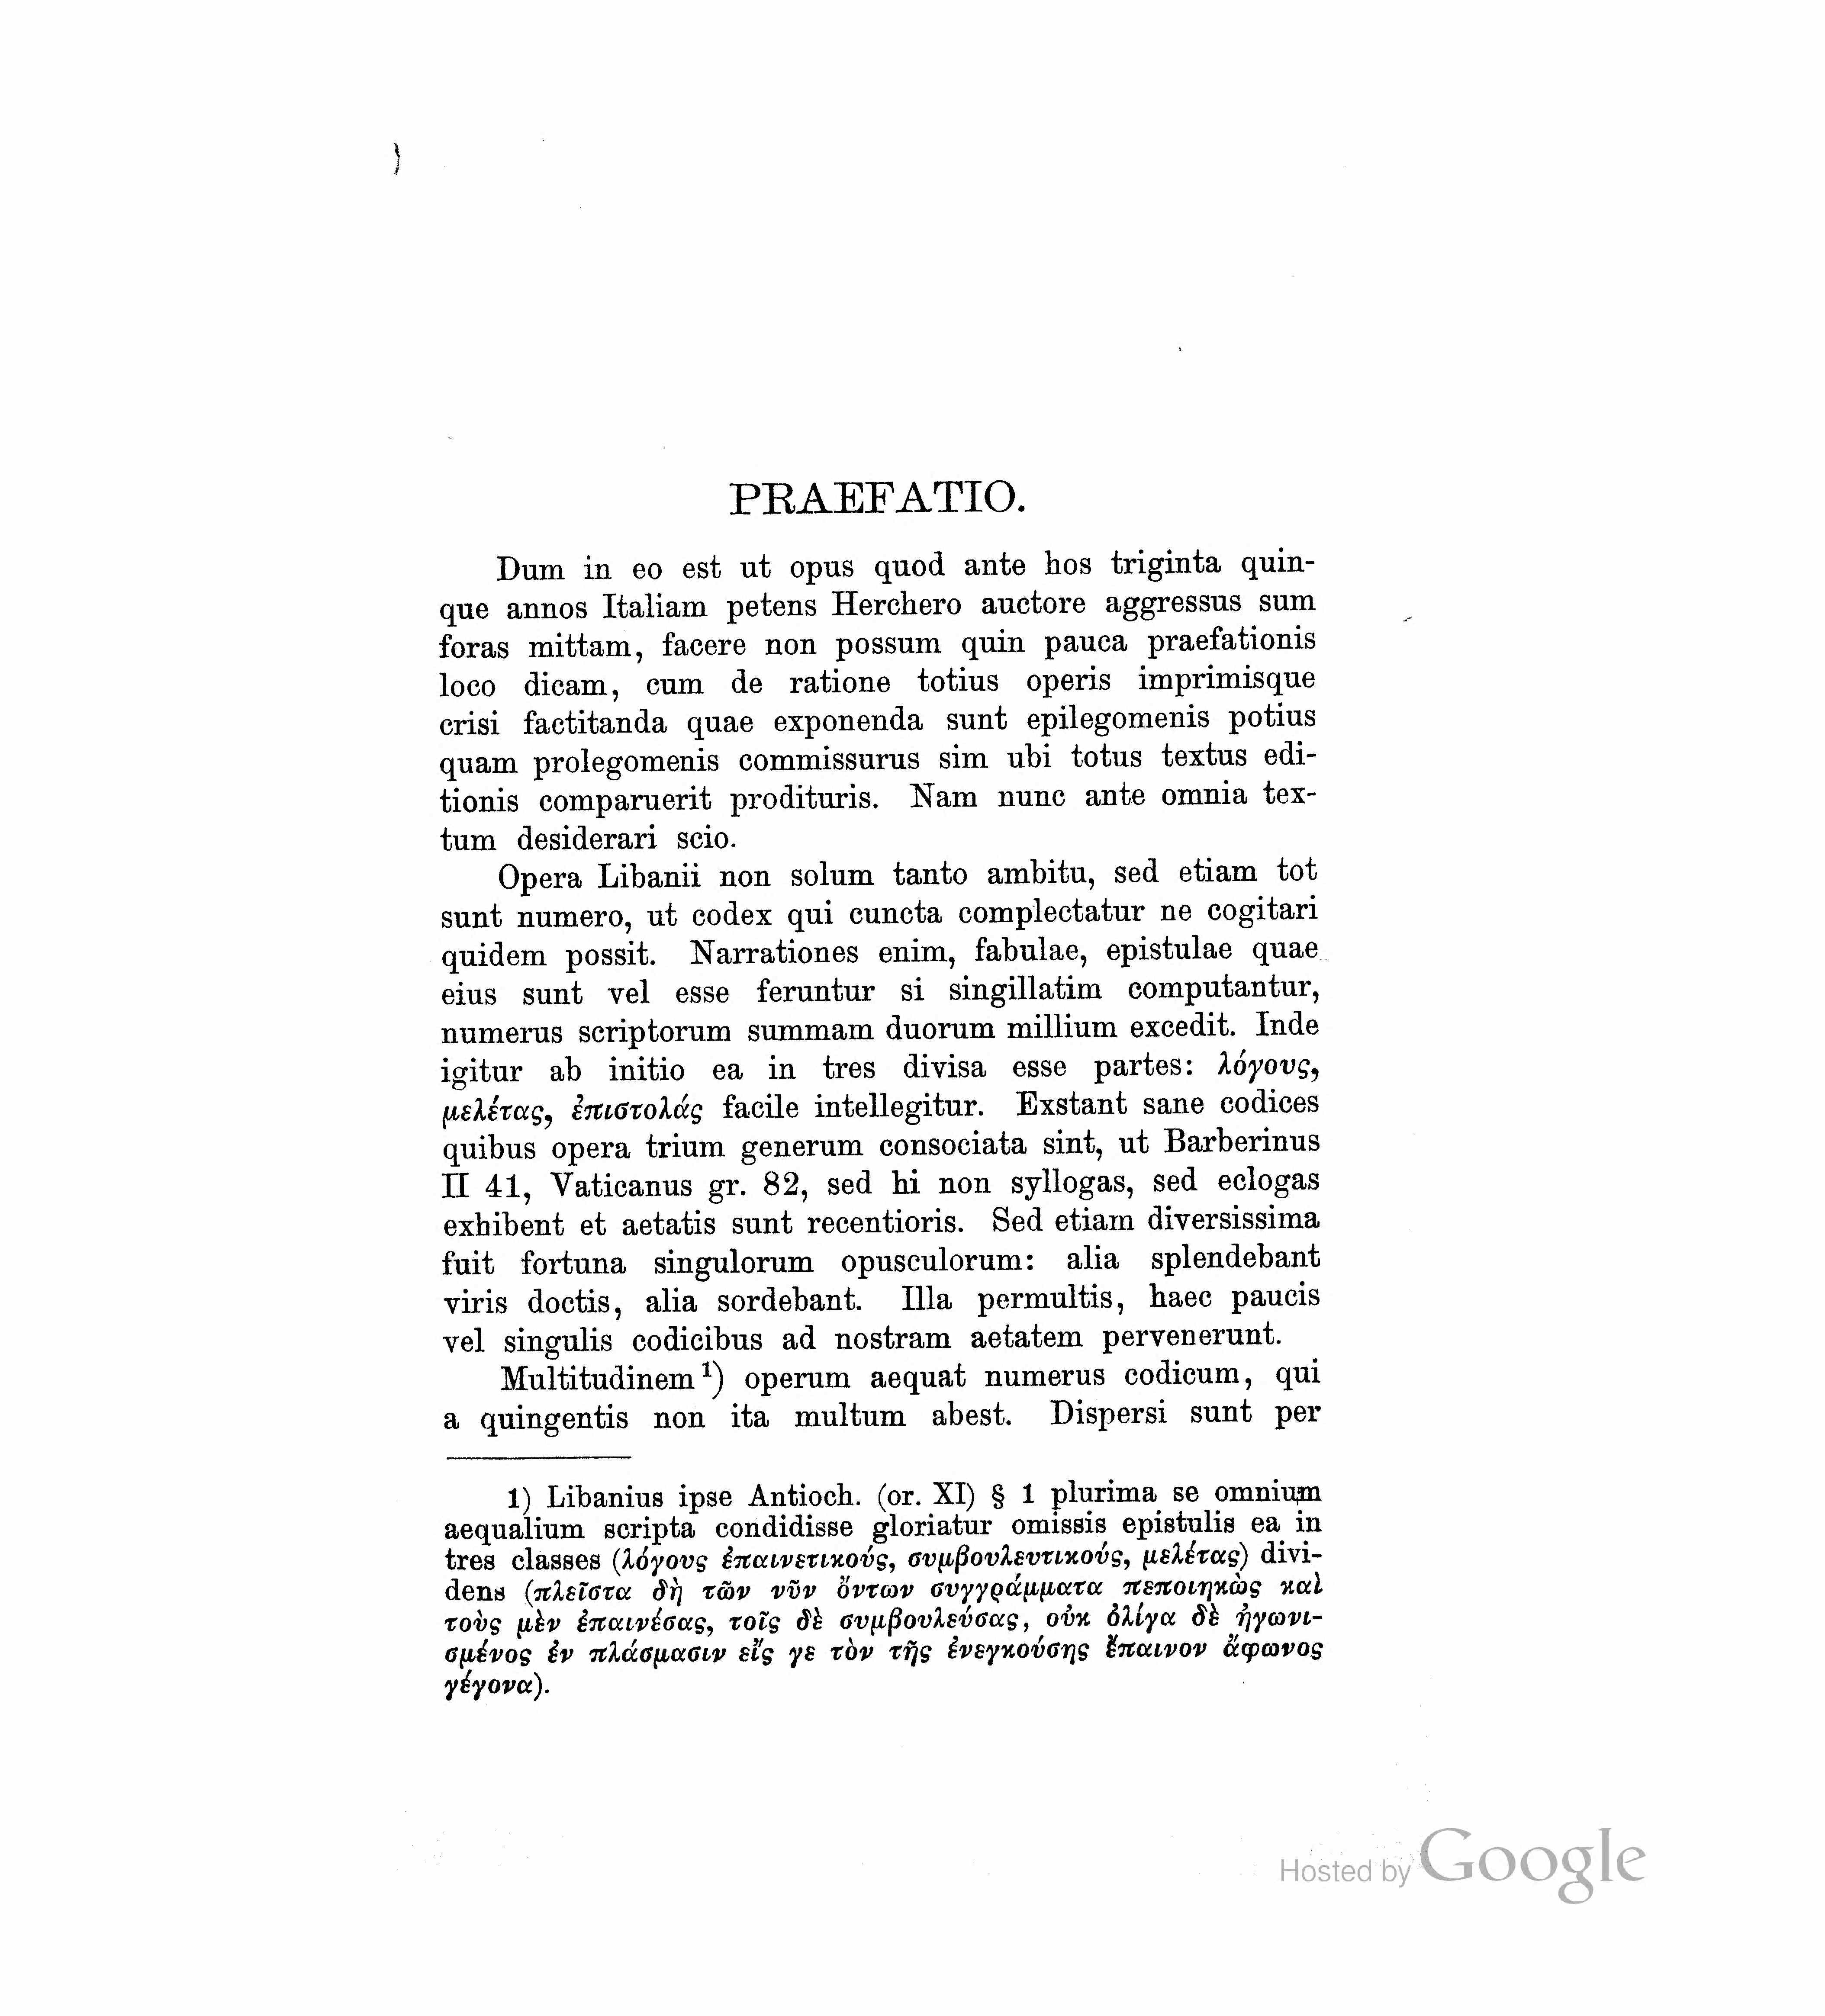 PRAEFATIO.
Dum in eo est ut opus quod ante hos triginta quin-
que annos Italiam petens Herchero auctore aggressus sum
foras mittam, facere non possum quin pauca praefationis
loco dicam, cum de ratione totius operis imprimisque
crisi factitanda quae exponenda sunt epilegomenis potius
quam prolegomenis commissurus sim ubi totus textus edi-
tionis comparuerit prodituris. Nam nunc ante omnia tex-
tum desiderari scio.
Opera Libanii non solum tanto ambitu, sed etiam tot
sunt numero, ut codex qui cuncta complectatur ne cogitari
quidem possit. Narrationes enim, fabulae, epistulae quae
eius sunt vel esse feruntur si singillatim computantur,
numerus scriptorum summam duorum millium excedit. Inde
igitur ab initio ea in tres divisa esse partes: λόγους,
μελέτας, ἐπιστολάς facile intellegitur. Exstant sane codices
quibus opera trium generum consociata sint, ut Barberinus
II 41, Vaticanus gr. 82, sed hi non syllogas, sed eclogas
exhibent et aetatis sunt recentioris. Sed etiam diversissima
fuit fortuna singulorum opusculorum: alia splendebant
viris doctis, alia sordebant. Illa permultis, haec paucis
vel singulis codicibus ad nostram aetatem pervenerunt.
Multitudinem ¹) operum aequat numerus codicum, qui
a quingentis non ita multum abest. Dispersi sunt per
1) Libanius ipse Antioch. (or. XI) § 1 plurima se omnium
aequalium scripta condidisse gloriatur omissis epistulis ea in
tres classes (λόγους ἐπαινετικούς, συμβουλευτικούς, μελέτας) divi-
dens (πλεῖστα δὴ τῶν νῦν ὄντων συγγράμματα πεποιηκὼς καὶ
τοὺς μὲν ἐπαινέσας, τοῖς δὲ συμβουλεύσας, οὐκ ὀλίγα δὲ ἠγωνι-
σμένος ἐν πλάσμασιν εἴς γε τὸν τῆς ἐνεγκούσης ἔπαινον ἄφωνος
γέγονα).
Hosted by Google